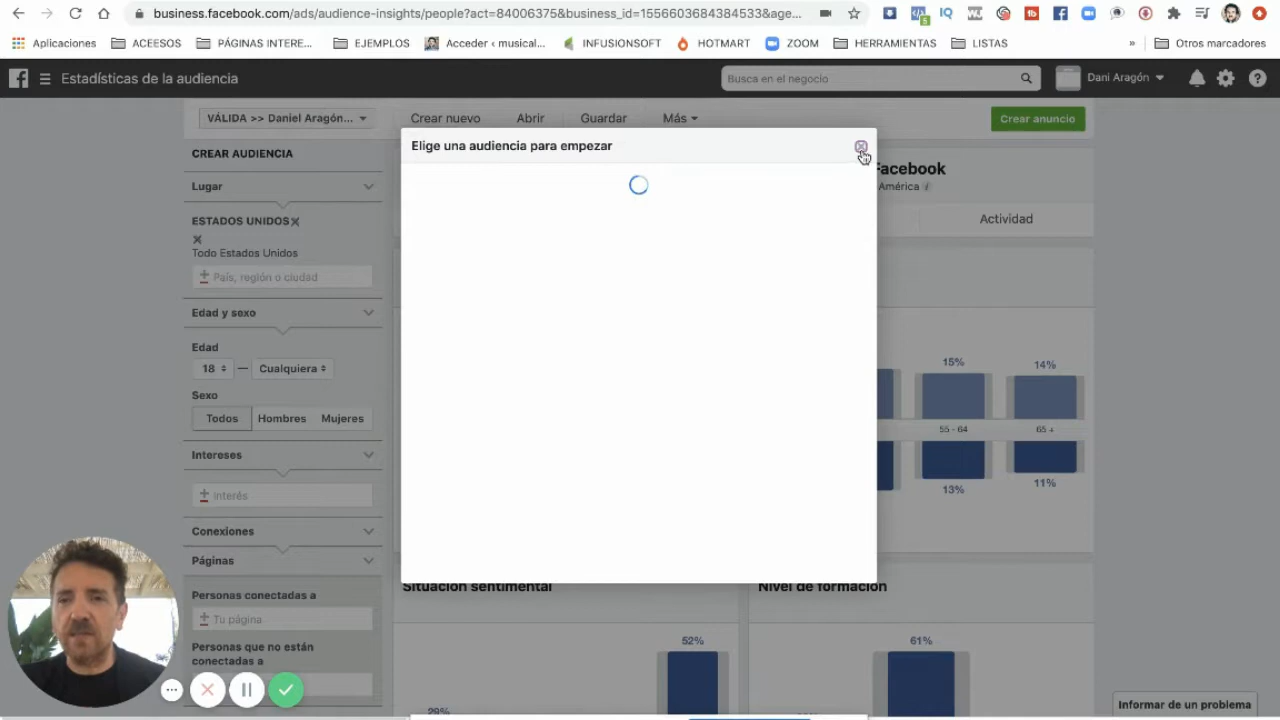 business.facebook.com/ads/audience-insights/people?act=84006375&business_id=1556603684384533&age...
Aplicaciones ACEESOS PÁGINAS INTERE... EJEMPLOS Acceder ‹ musical... INFUSIONSOFT HOTMART ZOOM HERRAMIENTAS LISTAS » Otros marcadores
Estadísticas de la audiencia Busca en el negocio Dani Aragón
VÁLIDA >> Daniel Aragón... Crear nuevo Abrir Guardar Más Crear anuncio
Elige una audiencia para empezar
CREAR AUDIENCIA
Lugar
ESTADOS UNIDOS
Todo Estados Unidos
País, región o ciudad
Edad y sexo
Edad
18 — Cualquiera
Sexo
Todos Hombres Mujeres
Intereses
Interés
Conexiones
Páginas
Personas conectadas a
Tu página
Personas que no están
conectadas a
Facebook
América
Actividad
15% 14%
55 - 64 65 +
13% 11%
Situación sentimental Nivel de formación
52% 61%
29%
Informar de un problema